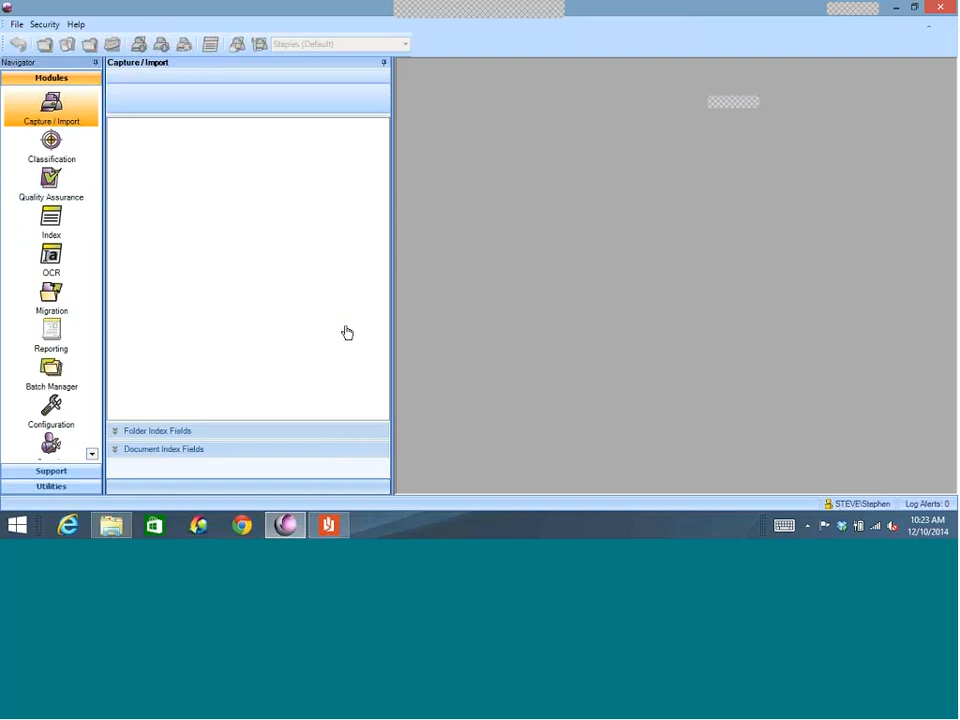 File Security Help
Staples (Default)
Navigator
Capture / Import
Modules
Capture / Import
Classification
Quality Assurance
Index
OCR
Migration
Reporting
Batch Manager
Configuration
Support
Utilities
Folder Index Fields
Document Index Fields
STEVE\Stephen
Log Alerts: 0
10:23 AM
12/10/2014